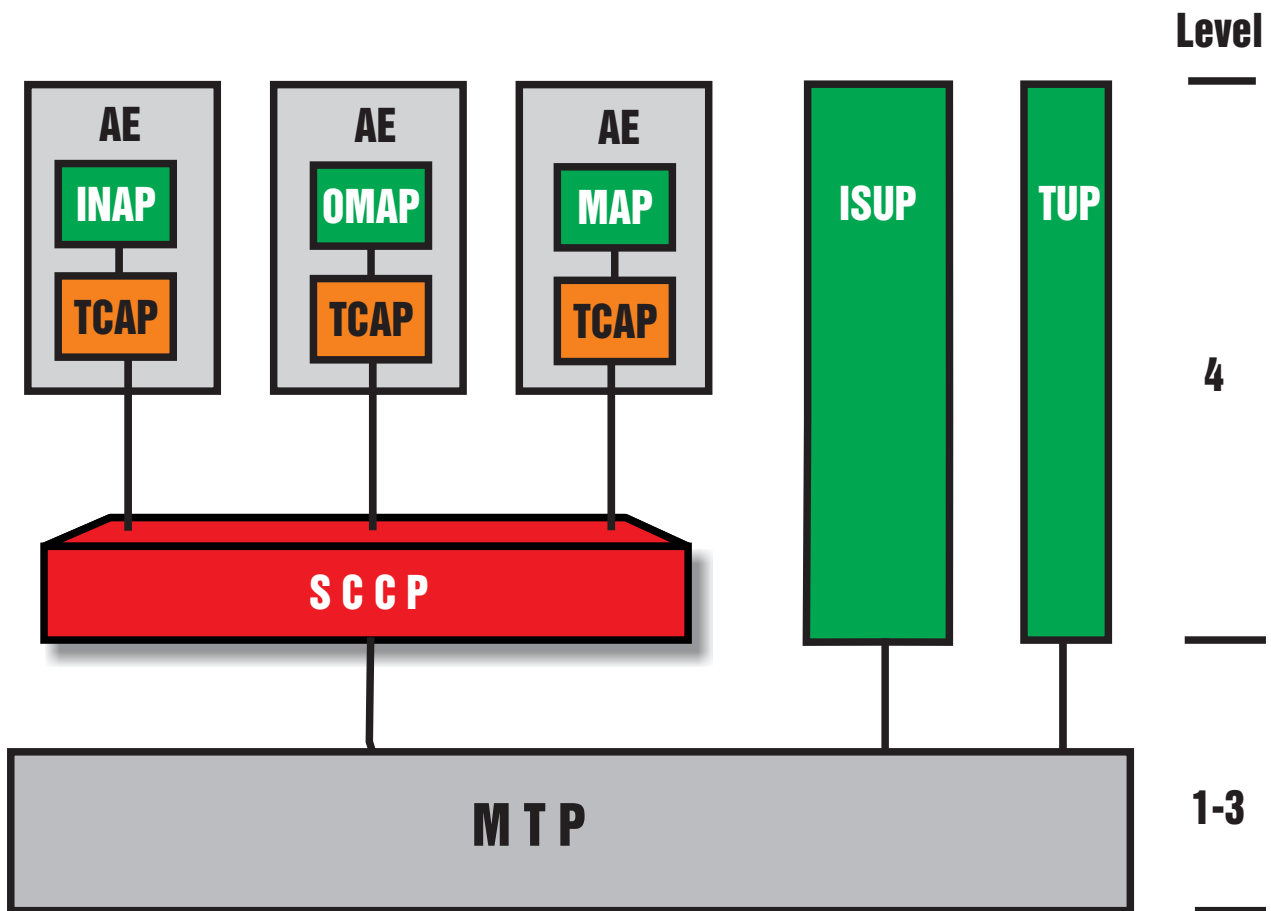 Level
AE
AE
AE
INAP
OMAP
MAP
ISUP
TUP
TCAP
TCAP
TCAP
4
SCCP
MTP
1-3